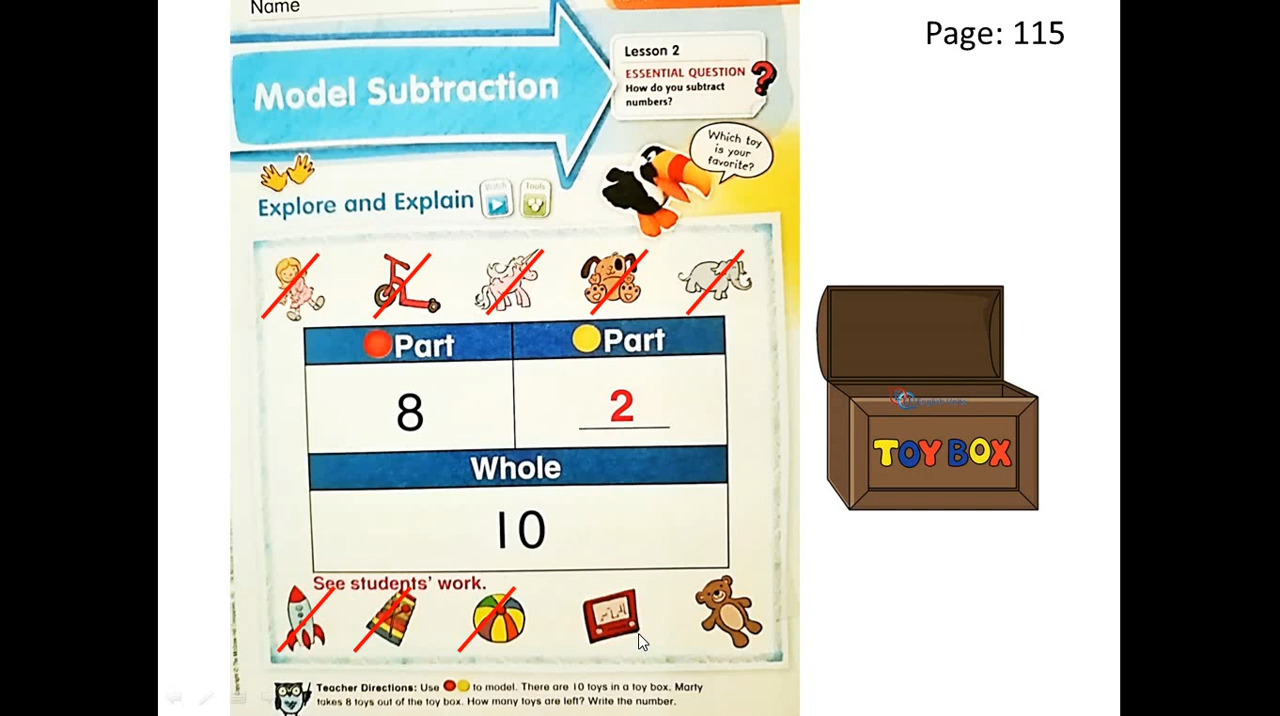 Name
Page: 115
Lesson 2
ESSENTIAL QUESTION
How do you subtract
numbers?
Model Subtraction
Which toy
is your
favorite?
Watch
Tools
Explore and Explain
Part
Part
8
2
Whole
10
TOY BOX
See students' work.
Teacher Directions: Use to model. There are 10 toys in a toy box. Marty
takes 8 toys out of the toy box. How many toys are left? Write the number.